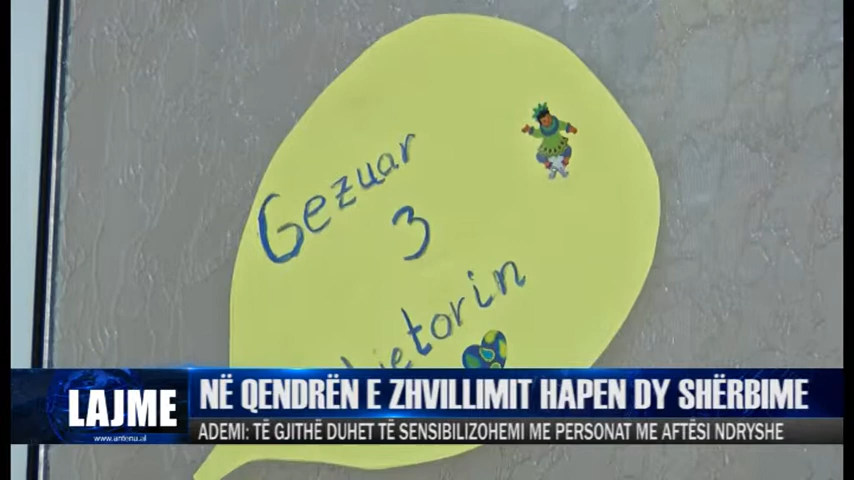 Gezuar
3
LAJME
www.antena.al
NË QENDRËN E ZHVILLIMIT HAPEN DY SHËRBIME
ADEMI: TË GJITHË DUHET TË SENSIBILIZOHEMI ME PERSONAT ME AFTËSI NDRYSHE